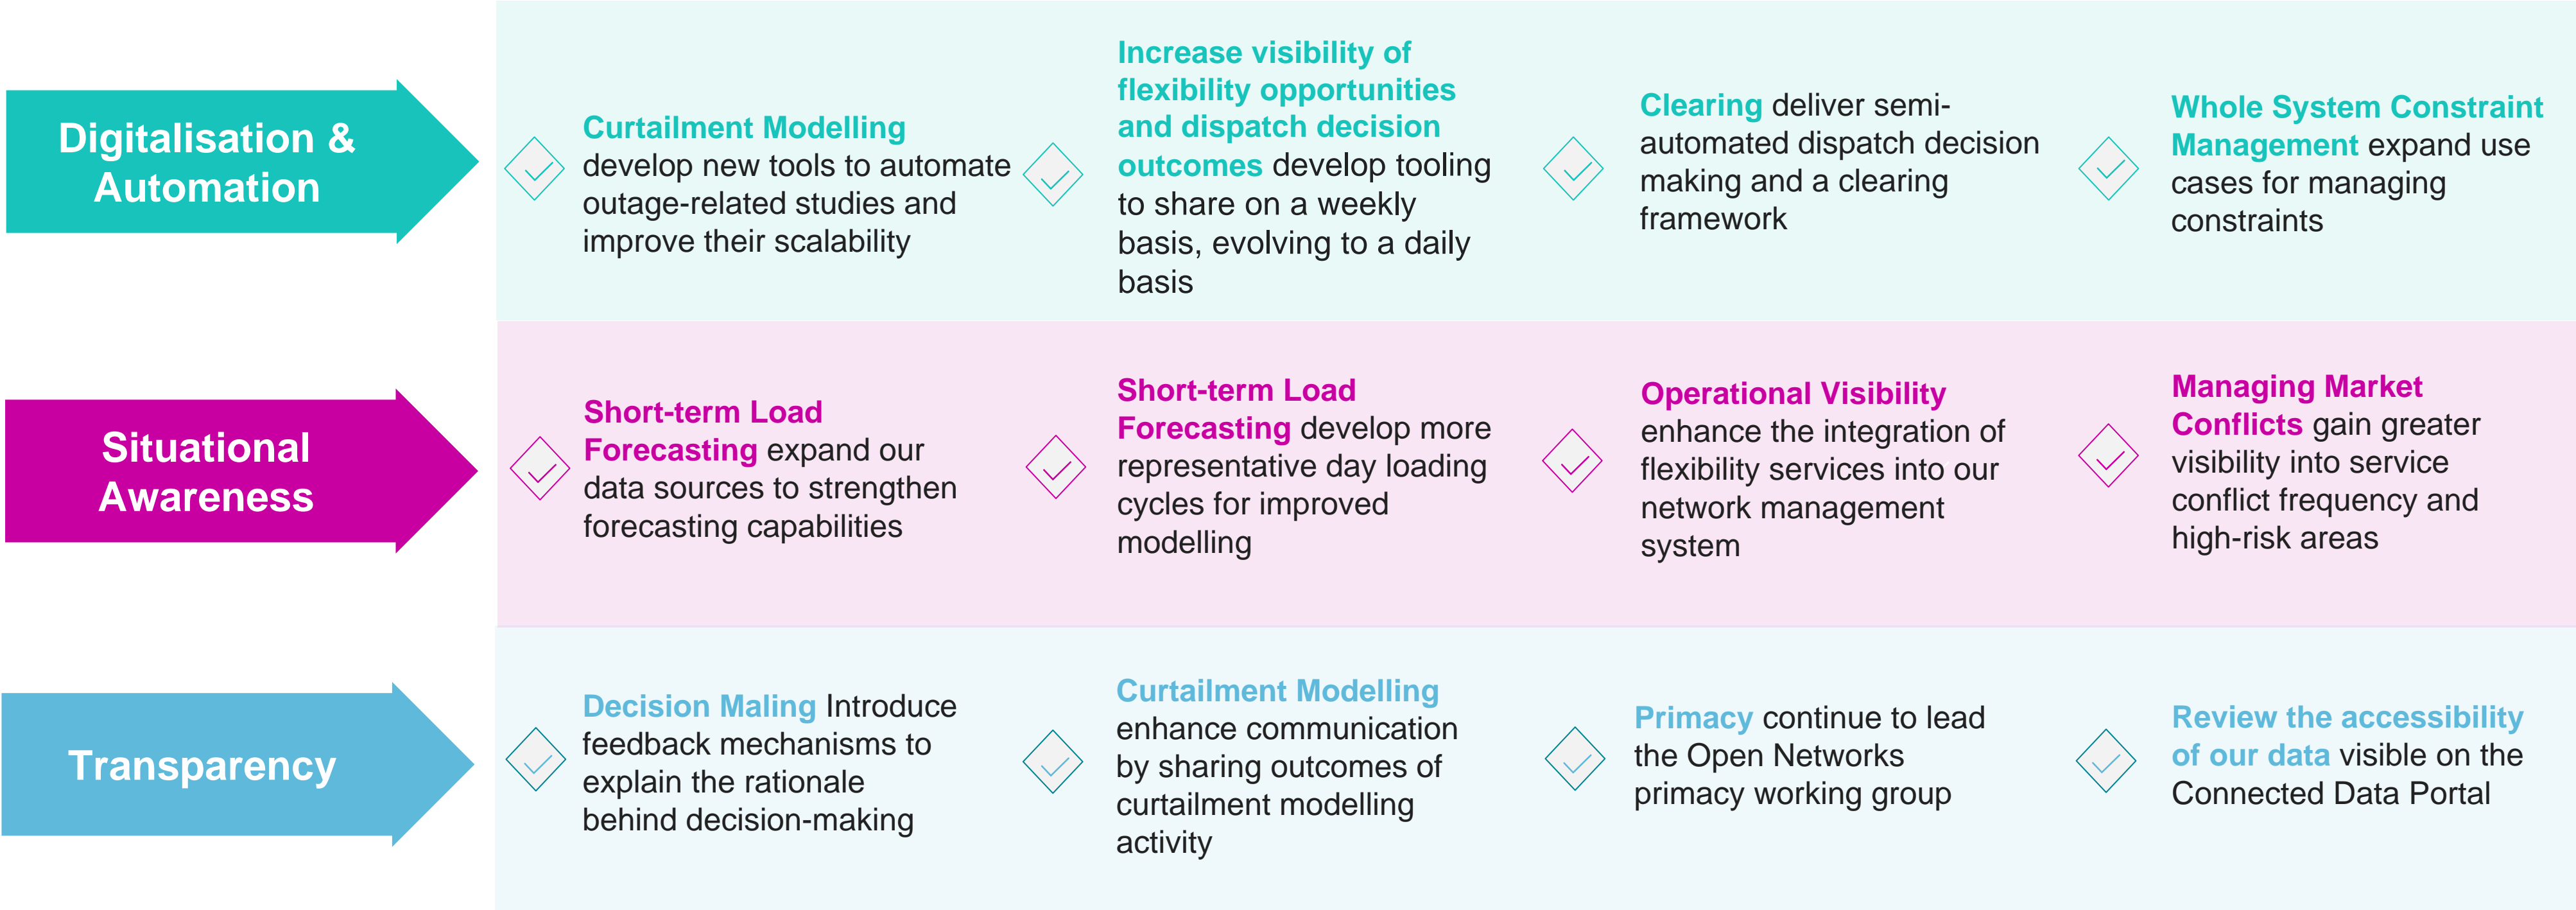 Digitalisation &
Automation
Curtailment Modelling
develop new tools to automate
outage-related studies and
improve their scalability
Increase visibility of
flexibility opportunities
and dispatch decision
outcomes develop tooling
to share on a weekly
basis, evolving to a daily
basis
Clearing deliver semi-
automated dispatch decision
making and a clearing
framework
Whole System Constraint
Management expand use
cases for managing
constraints
Situational
Awareness
Short-term Load
Forecasting expand our
data sources to strengthen
forecasting capabilities
Short-term Load
Forecasting develop more
representative day loading
cycles for improved
modelling
Operational Visibility
enhance the integration of
flexibility services into our
network management
system
Managing Market
Conflicts gain greater
visibility into service
conflict frequency and
high-risk areas
Transparency
Decision Maling Introduce
feedback mechanisms to
explain the rationale
behind decision-making
Curtailment Modelling
enhance communication
by sharing outcomes of
curtailment modelling
activity
Primacy continue to lead
the Open Networks
primacy working group
Review the accessibility
of our data visible on the
Connected Data Portal